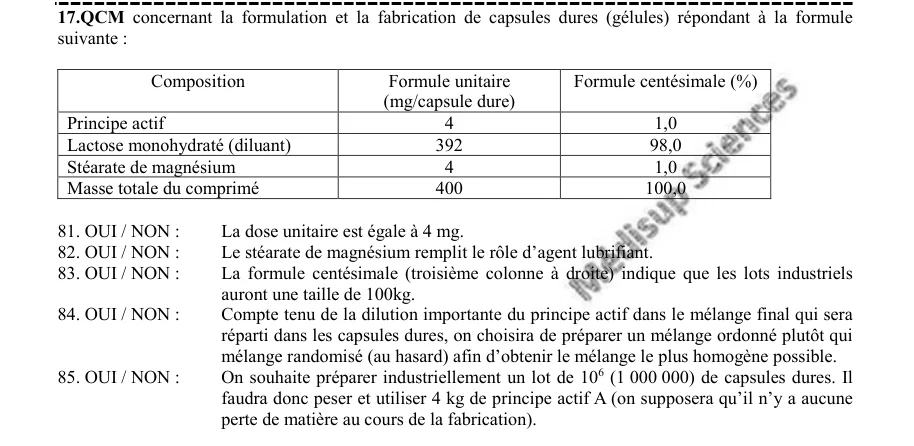 17.QCM concernant la formulation et la fabrication de capsules dures (gélules) répondant à la formule
suivante :
Composition Formule unitaire (mg/capsule dure) Formule centésimale (%)
Principe actif 4 1,0
Lactose monohydraté (diluant) 392 98,0
Stéarate de magnésium 4 1,0
Masse totale du comprimé 400 100,0
Médisup Sciences
81. OUI / NON : La dose unitaire est égale à 4 mg.
82. OUI / NON : Le stéarate de magnésium remplit le rôle d’agent lubrifiant.
83. OUI / NON : La formule centésimale (troisième colonne à droite) indique que les lots industriels
auront une taille de 100kg.
84. OUI / NON : Compte tenu de la dilution importante du principe actif dans le mélange final qui sera
réparti dans les capsules dures, on choisira de préparer un mélange ordonné plutôt qui
mélange randomisé (au hasard) afin d’obtenir le mélange le plus homogène possible.
85. OUI / NON : On souhaite préparer industriellement un lot de 10⁶ (1 000 000) de capsules dures. Il
faudra donc peser et utiliser 4 kg de principe actif A (on supposera qu’il n’y a aucune
perte de matière au cours de la fabrication).